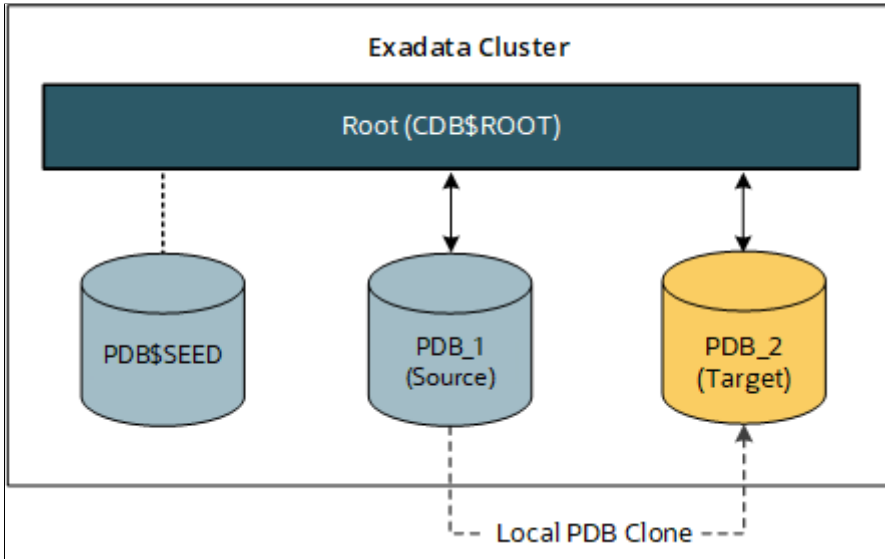 Exadata Cluster
Root (CDB$ROOT)
PDB$SEED
PDB_1
(Source)
PDB_2
(Target)
Local PDB Clone